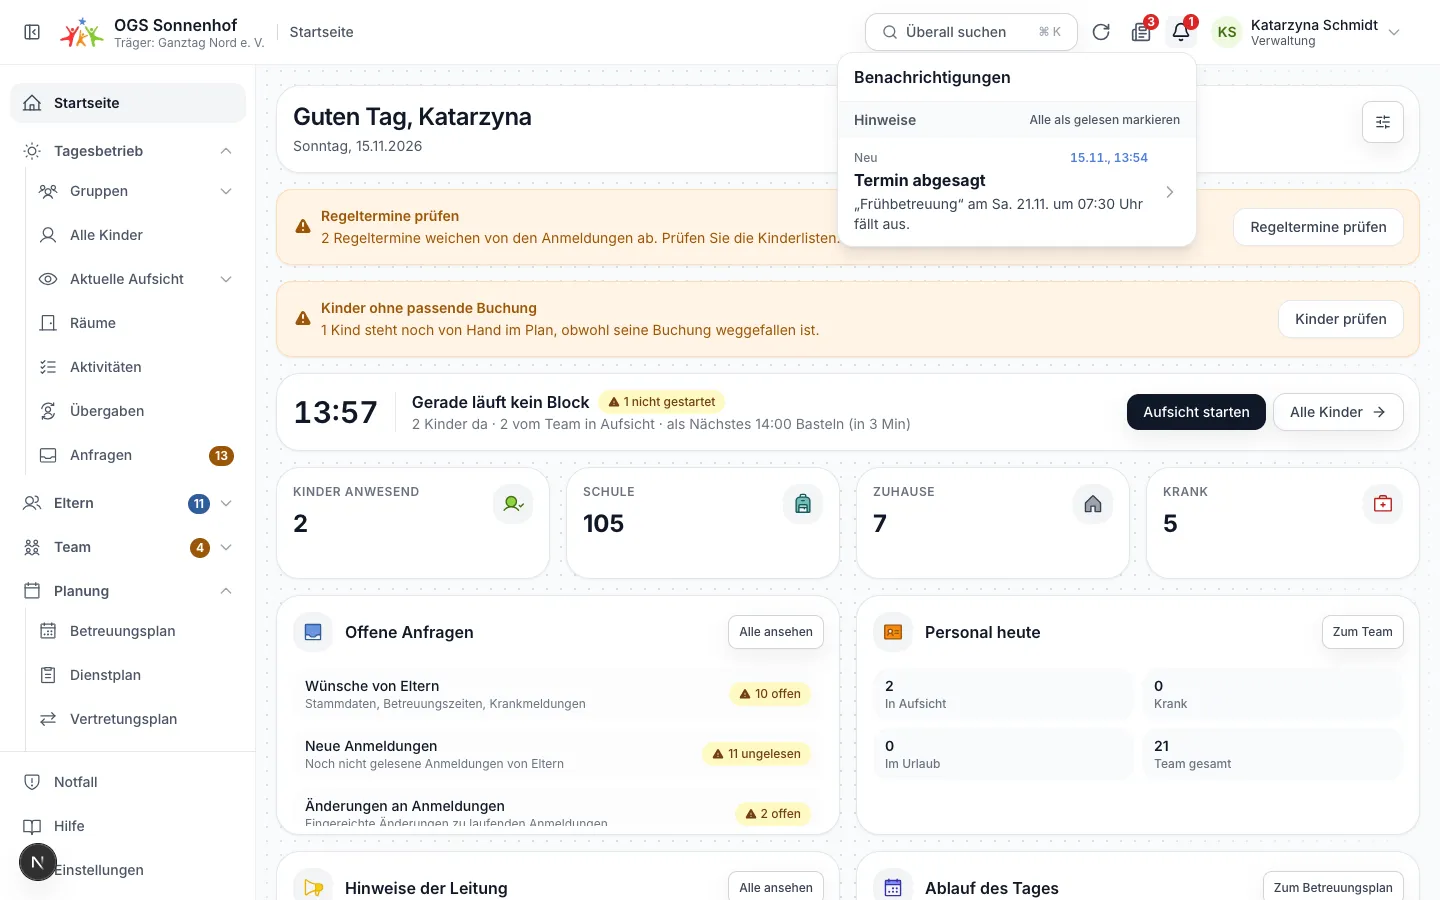 OGS Sonnenhof
Träger: Ganztag Nord e. V.
Startseite
Überall suchen
⌘ K
3
1
KS
Katarzyna Schmidt
Verwaltung
Startseite
Tagesbetrieb
Gruppen
Alle Kinder
Aktuelle Aufsicht
Räume
Aktivitäten
Übergaben
Anfragen
13
Eltern
11
Team
4
Planung
Betreuungsplan
Dienstplan
Vertretungsplan
Notfall
Hilfe
N
Einstellungen
Guten Tag, Katarzyna
Sonntag, 15.11.2026
Benachrichtigungen
Hinweise
Alle als gelesen markieren
Neu
15.11., 13:54
Termin abgesagt
„Frühbetreuung“ am Sa. 21.11. um 07:30 Uhr
fällt aus.
Regeltermine prüfen
2 Regeltermine weichen von den Anmeldungen ab. Prüfen Sie die Kinderlisten.
Regeltermine prüfen
Kinder ohne passende Buchung
1 Kind steht noch von Hand im Plan, obwohl seine Buchung weggefallen ist.
Kinder prüfen
13:57
Gerade läuft kein Block
1 nicht gestartet
2 Kinder da · 2 vom Team in Aufsicht · als Nächstes 14:00 Basteln (in 3 Min)
Aufsicht starten
Alle Kinder
KINDER ANWESEND
2
SCHULE
105
ZUHAUSE
7
KRANK
5
Offene Anfragen
Alle ansehen
Wünsche von Eltern
Stammdaten, Betreuungszeiten, Krankmeldungen
10 offen
Neue Anmeldungen
Noch nicht gelesene Anmeldungen von Eltern
11 ungelesen
Änderungen an Anmeldungen
Eingereichte Änderungen zu laufenden Anmeldungen
2 offen
Personal heute
Zum Team
2
In Aufsicht
0
Krank
0
Im Urlaub
21
Team gesamt
Hinweise der Leitung
Alle ansehen
Ablauf des Tages
Zum Betreuungsplan